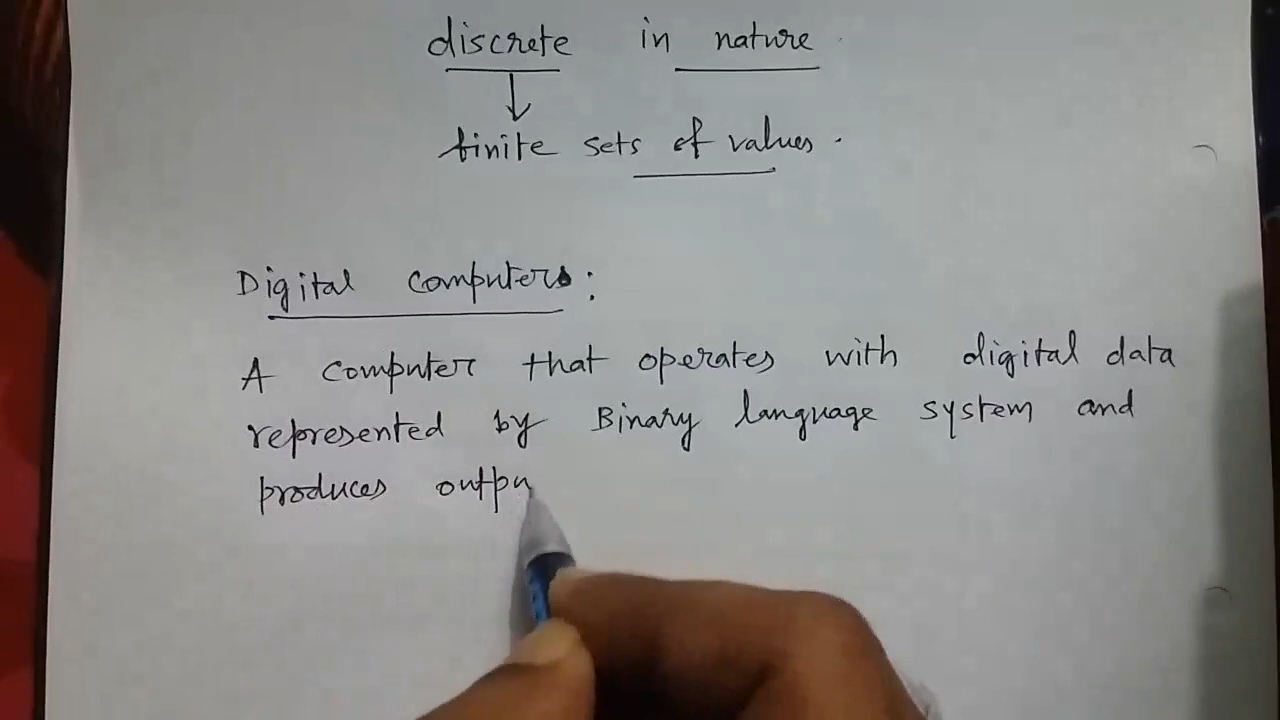 discrete in nature
finite sets of values.
Digital computers:
A computer that operates with digital data
represented by Binary language system and
produces outpu